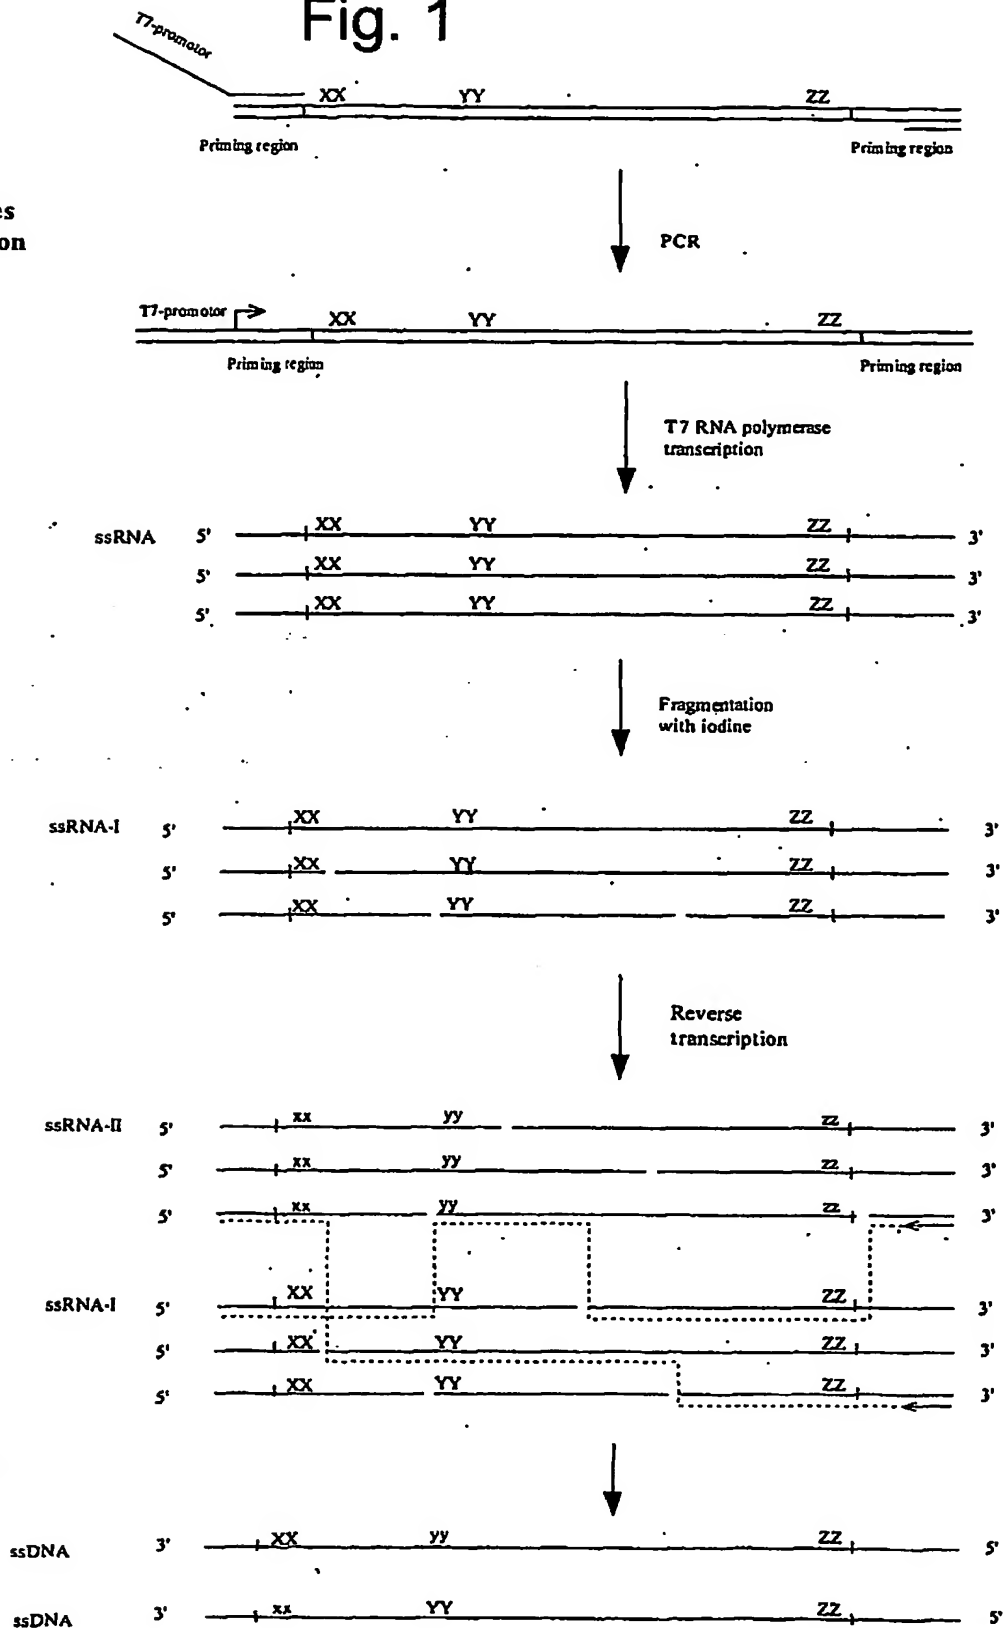 Fig. 1
T7-promotor
XX YY ZZ
Priming region Priming region
PCR
T7-promotor
XX YY ZZ
Priming region Priming region
T7 RNA polymerase
transcription
ssRNA 5' XX YY ZZ 3'
5' XX YY ZZ 3'
5' XX YY ZZ 3'
Fragmentation
with iodine
ssRNA-I 5' XX YY ZZ 3'
5' XX YY ZZ 3'
5' XX YY ZZ 3'
Reverse
transcription
ssRNA-II 5' xx yy zz 3'
5' xx yy zz 3'
5' xx yy zz 3'
ssRNA-I 5' XX YY ZZ 3'
5' XX YY ZZ 3'
5' XX YY ZZ 3'
ssDNA 3' XX yy ZZ 5'
ssDNA 3' xx YY ZZ 5'